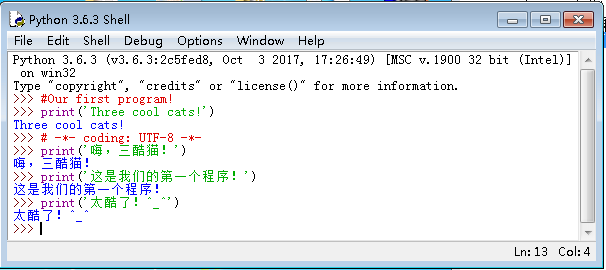 Python 3.6.3 Shell
File Edit Shell Debug Options Window Help
Python 3.6.3 (v3.6.3:2c5fed8, Oct  3 2017, 17:26:49) [MSC v.1900 32 bit (Intel)]
 on win32
Type "copyright", "credits" or "license()" for more information.
>>> #Our first program!
>>> print('Three cool cats!')
Three cool cats!
>>> # -*- coding: UTF-8 -*-
>>> print('嗨，三酷猫！')
嗨，三酷猫！
>>> print('这是我们的第一个程序！')
这是我们的第一个程序！
>>> print('太酷了！^_^')
太酷了！^_^
>>>
Ln: 13 Col: 4